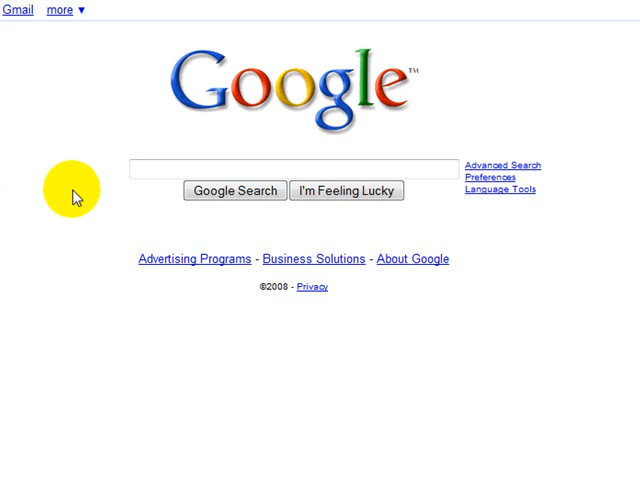 Gmail more ▼
Google™
Advanced Search
Preferences
Google Search I'm Feeling Lucky Language Tools
Advertising Programs - Business Solutions - About Google
©2008 - Privacy